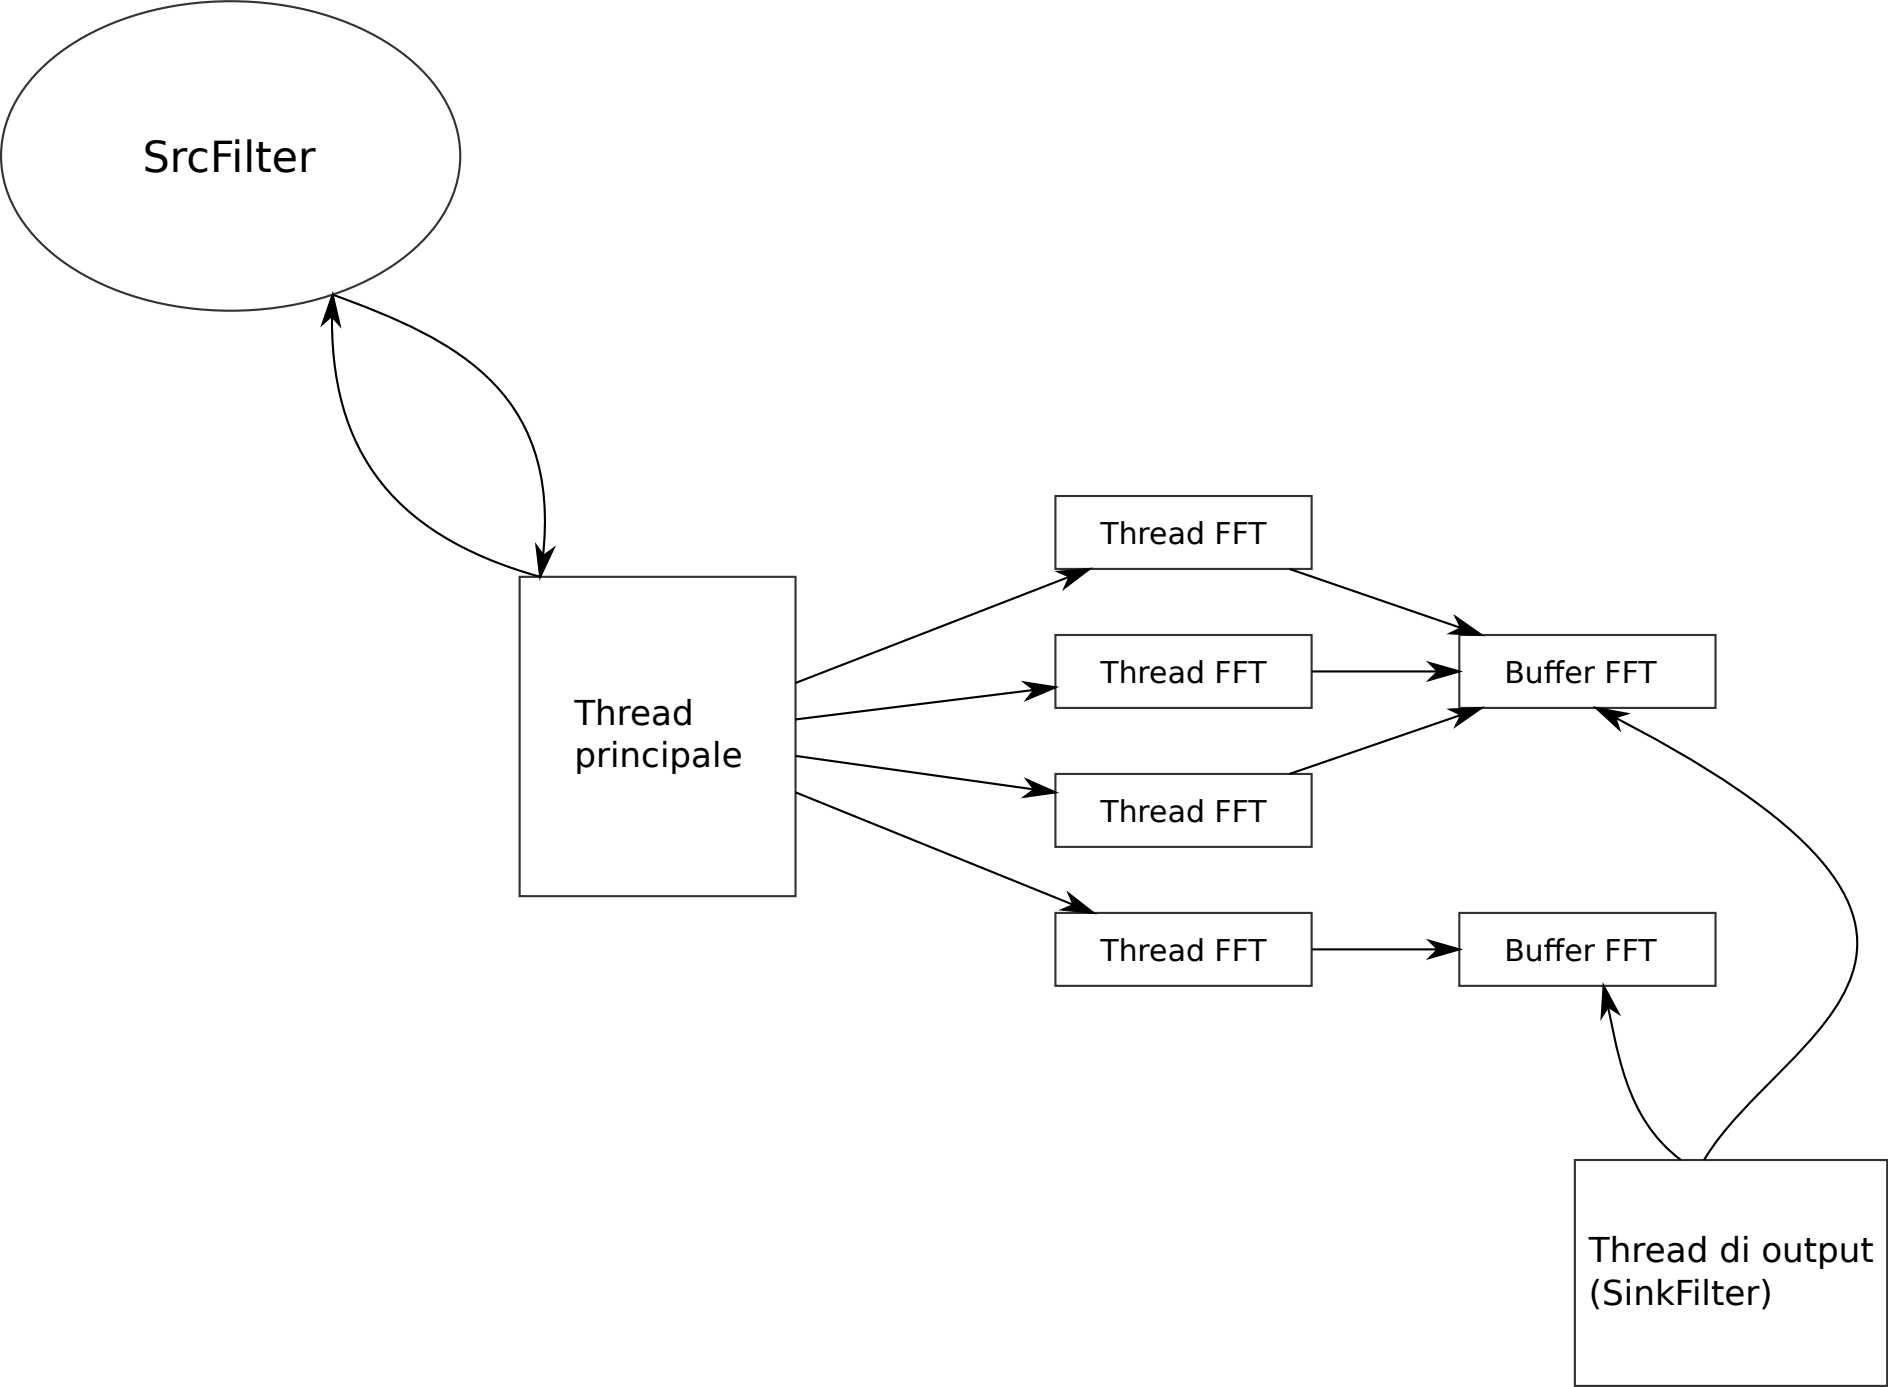 SrcFilter
Thread
principale
Thread FFT
Thread FFT
Buffer FFT
Thread FFT
Thread FFT
Buffer FFT
Thread di output
(SinkFilter)